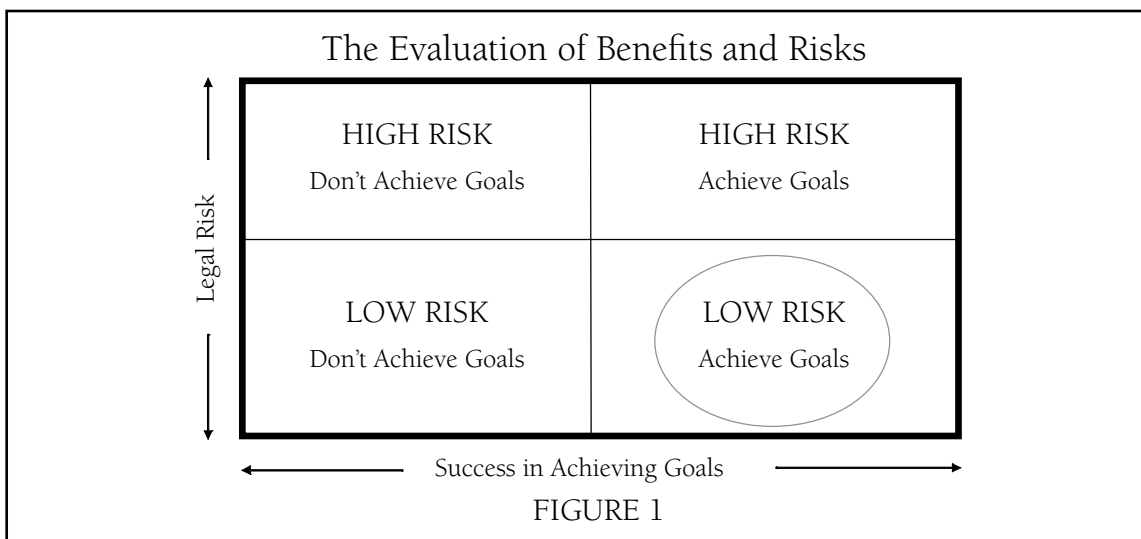 The Evaluation of Benefits and Risks
HIGH RISK
Don't Achieve Goals
HIGH RISK
Achieve Goals
Legal Risk
LOW RISK
Don't Achieve Goals
LOW RISK
Achieve Goals
Success in Achieving Goals
FIGURE 1